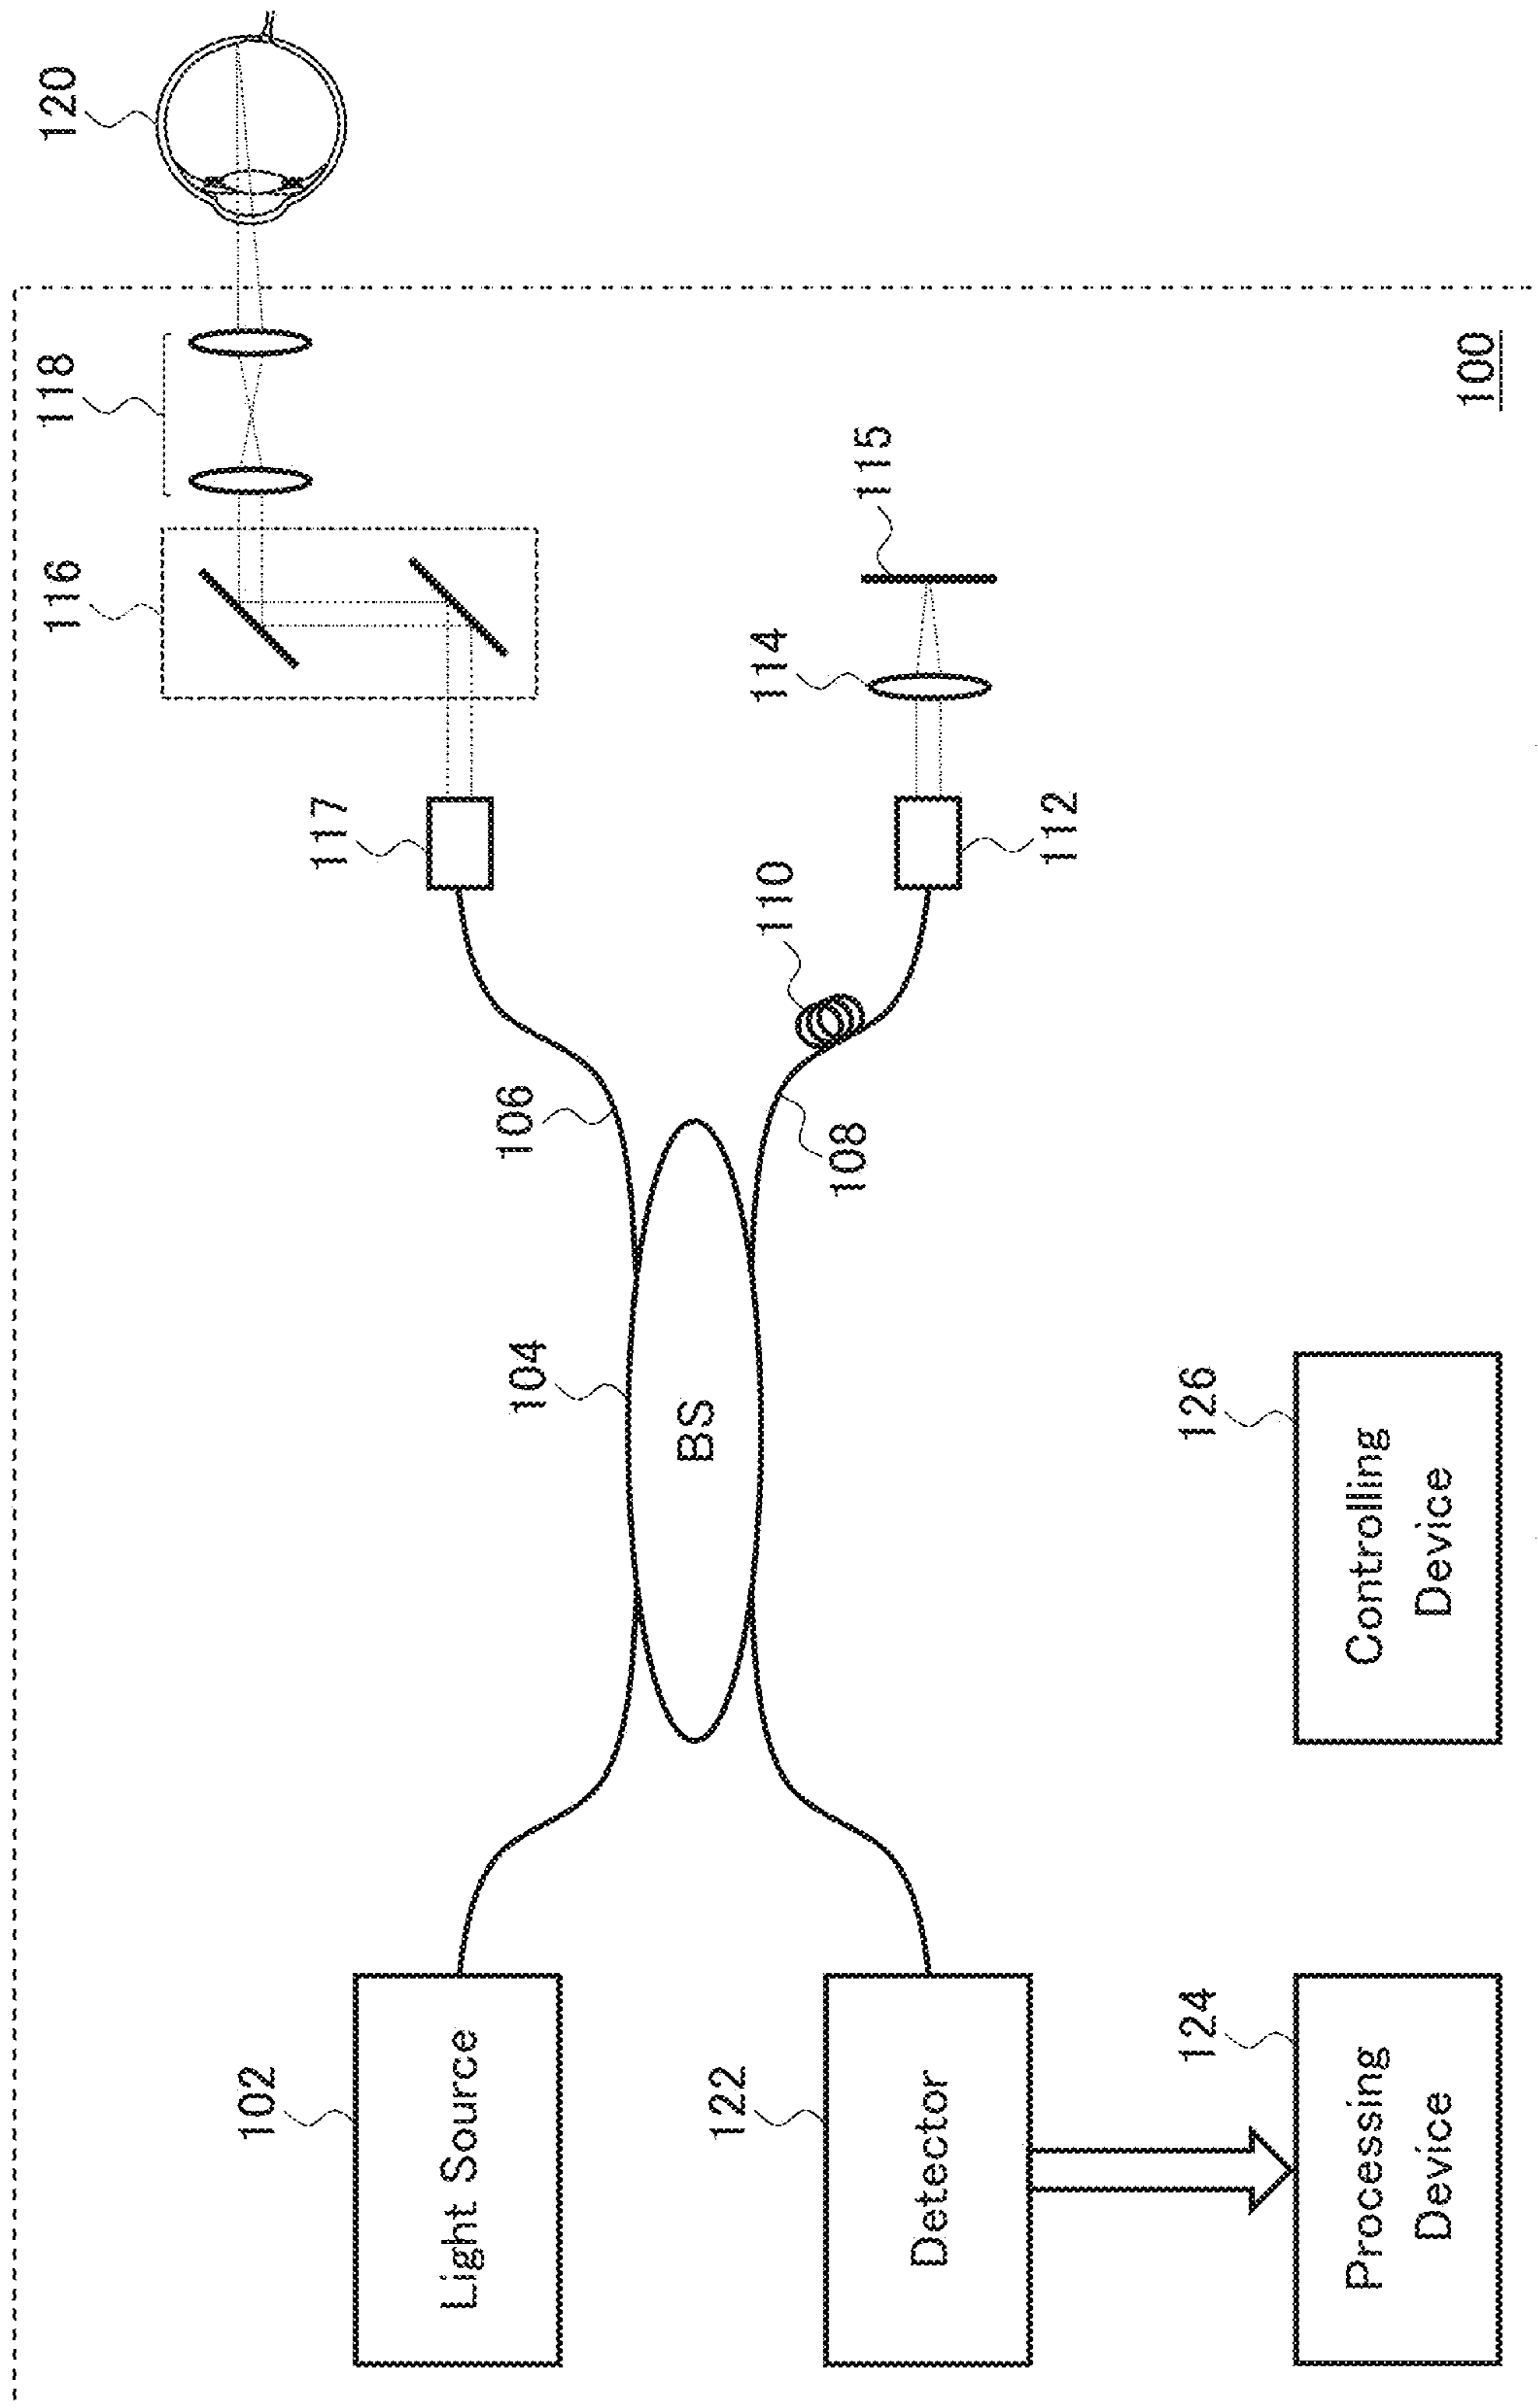 120
118
116
117
106
104
BS
102
Light Source
115
114
112
110
108
122
Detector
100
126
Controlling
Device
124
Processing
Device